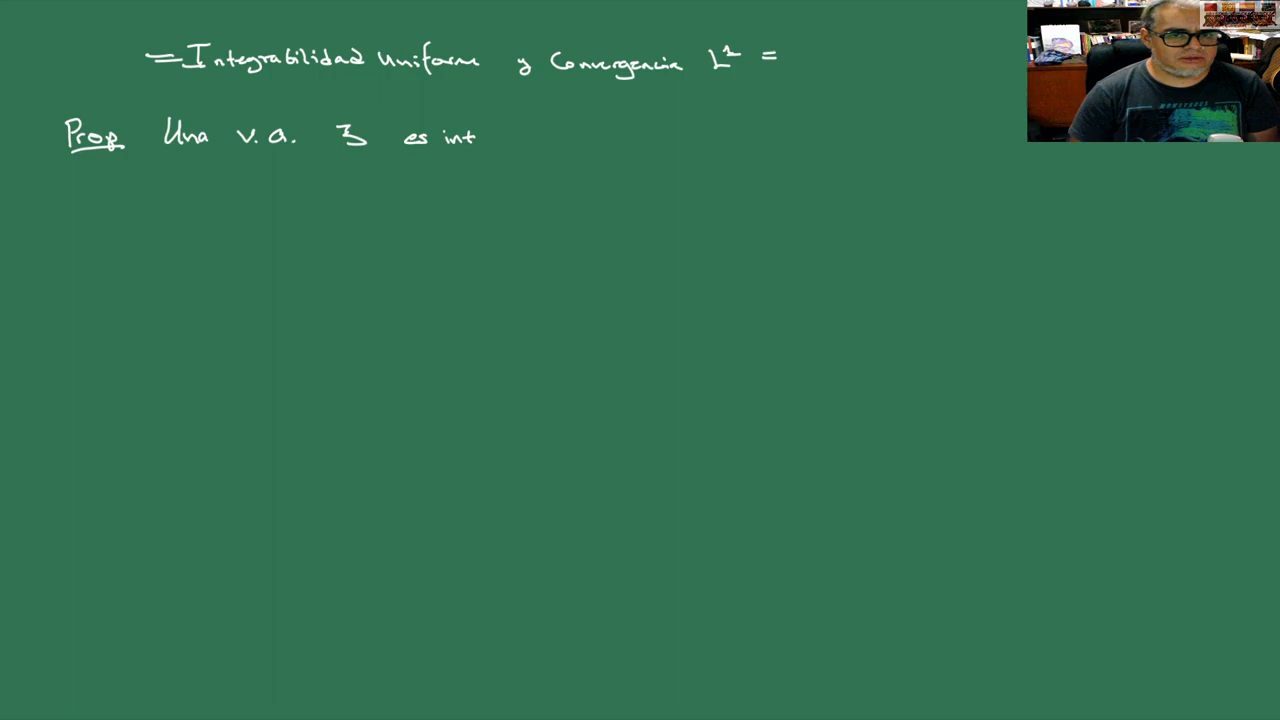 = Integrabilidad Uniforme y Convergencia L¹ =
Prop Una v.a. ξ es int